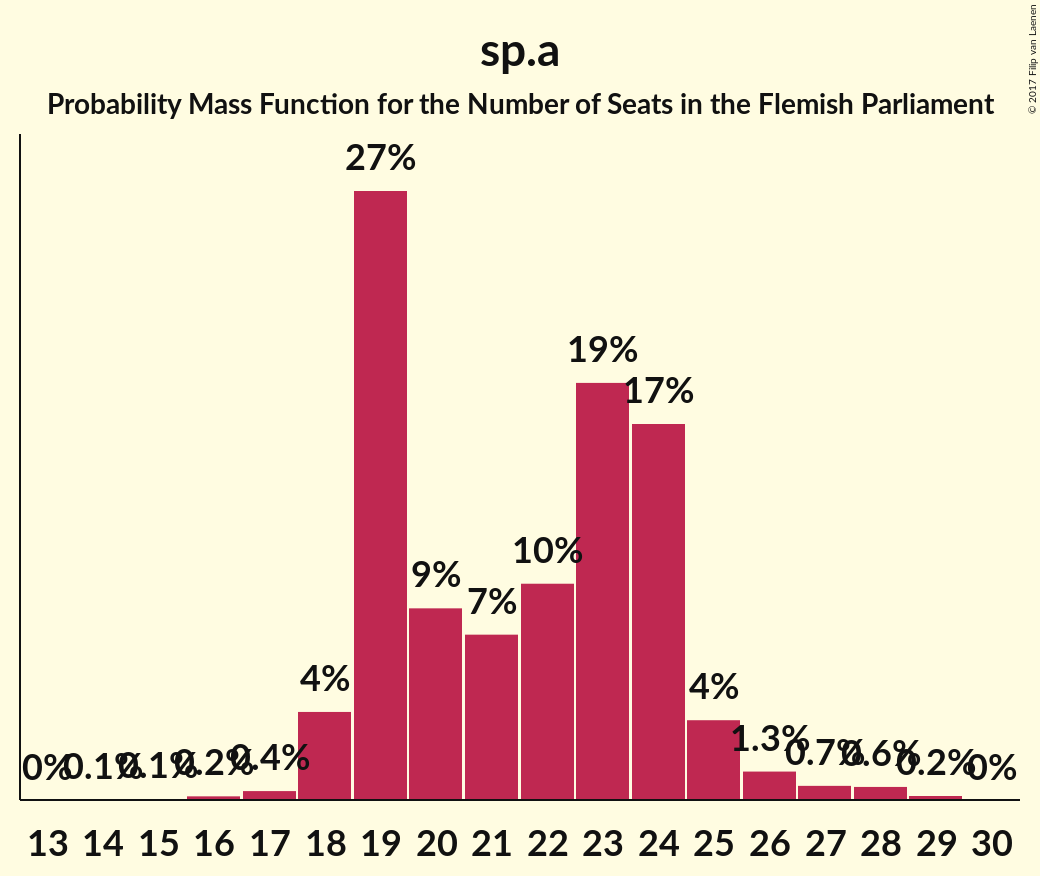 sp.a
Probability Mass Function for the Number of Seats in the Flemish Parliament
© 2017 Filip van Laenen
0% 0.1% 0.1% 0.2% 0.4% 4% 27% 9% 7% 10% 19% 17% 4% 1.3% 0.7% 0.6% 0.2% 0%
13 14 15 16 17 18 19 20 21 22 23 24 25 26 27 28 29 30